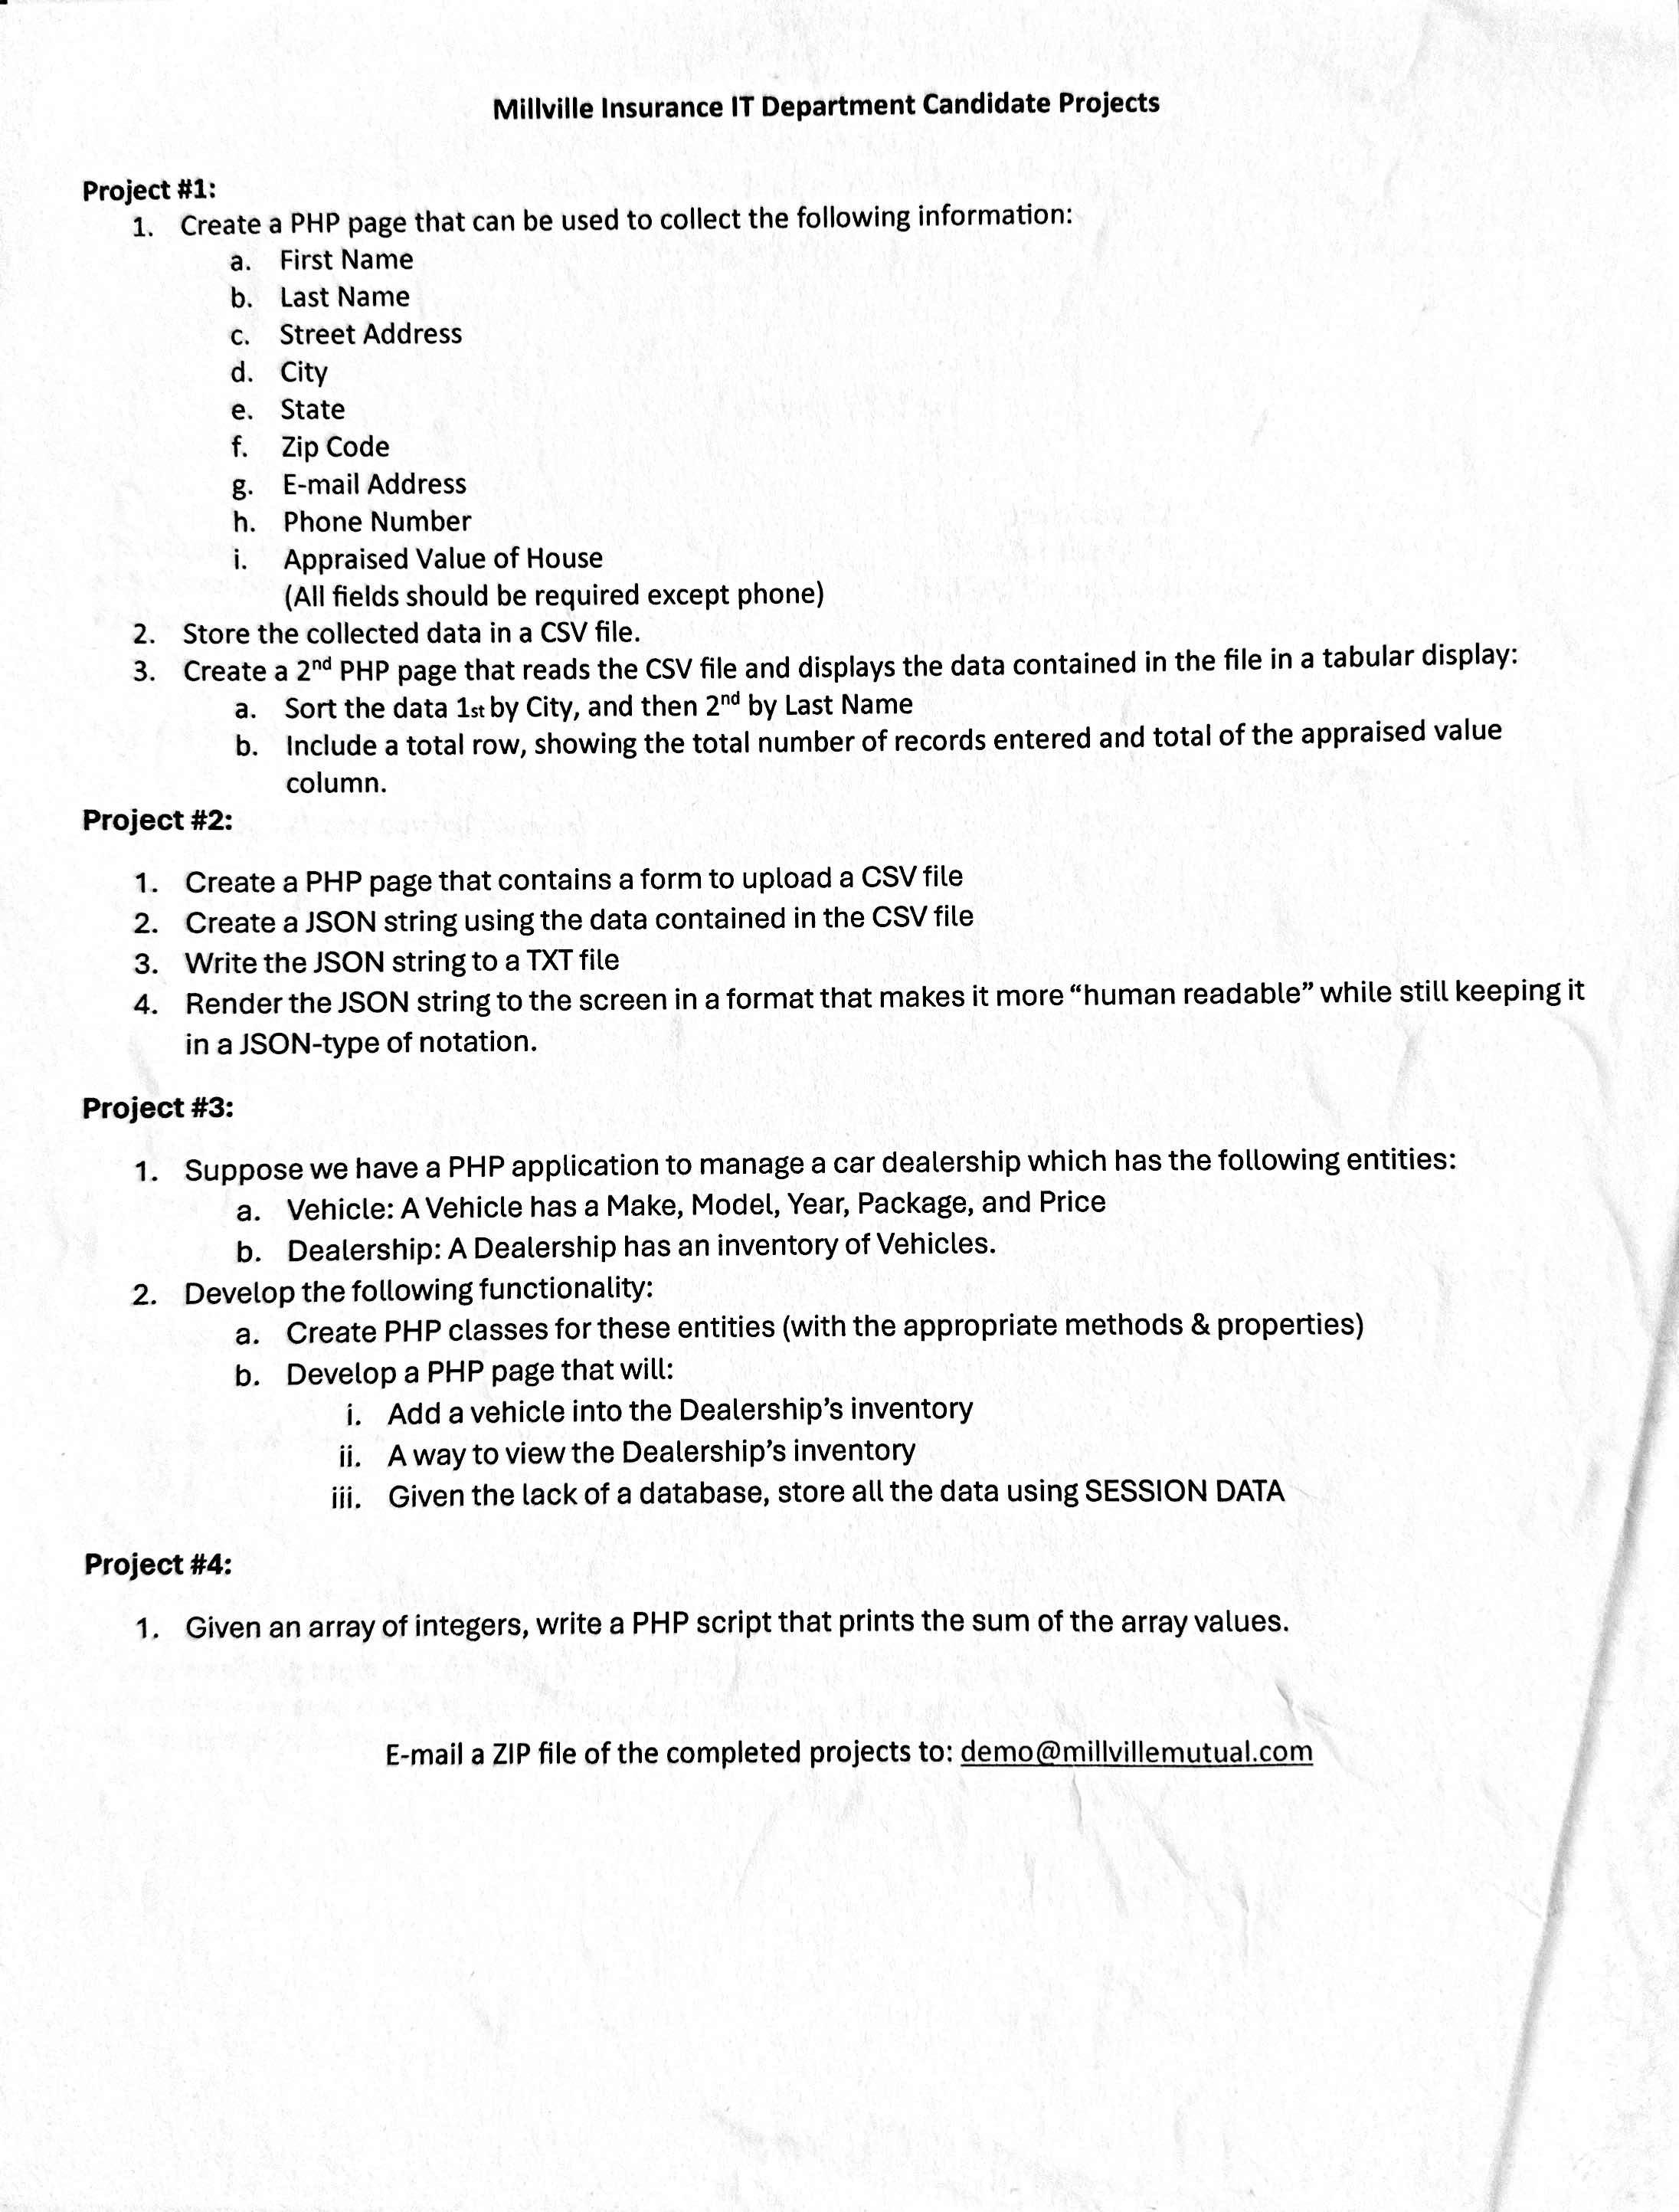 Millville Insurance IT Department Candidate Projects
Project #1:
1. Create a PHP page that can be used to collect the following information:
a. First Name
b. Last Name
c. Street Address
d. City
e. State
f. Zip Code
g. E-mail Address
h. Phone Number
i. Appraised Value of House
(All fields should be required except phone)
2. Store the collected data in a CSV file.
3. Create a 2nd PHP page that reads the CSV file and displays the data contained in the file in a tabular display:
a. Sort the data 1st by City, and then 2nd by Last Name
b. Include a total row, showing the total number of records entered and total of the appraised value
column.
Project #2:
1. Create a PHP page that contains a form to upload a CSV file
2. Create a JSON string using the data contained in the CSV file
3. Write the JSON string to a TXT file
4. Render the JSON string to the screen in a format that makes it more “human readable” while still keeping it
in a JSON-type of notation.
Project #3:
1. Suppose we have a PHP application to manage a car dealership which has the following entities:
a. Vehicle: A Vehicle has a Make, Model, Year, Package, and Price
b. Dealership: A Dealership has an inventory of Vehicles.
2. Develop the following functionality:
a. Create PHP classes for these entities (with the appropriate methods & properties)
b. Develop a PHP page that will:
i. Add a vehicle into the Dealership’s inventory
ii. A way to view the Dealership’s inventory
iii. Given the lack of a database, store all the data using SESSION DATA
Project #4:
1. Given an array of integers, write a PHP script that prints the sum of the array values.
E-mail a ZIP file of the completed projects to: demo@millvillemutual.com